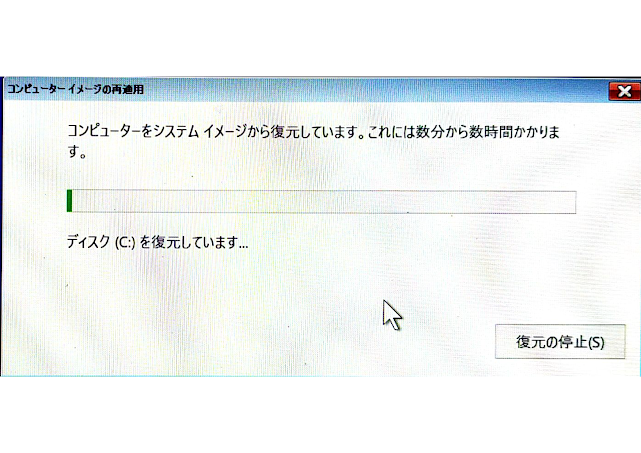 コンピューター イメージの再適用
コンピューターをシステム イメージから復元しています。これには数分から数時間かかりま
す。
ディスク (C:) を復元しています...
復元の停止(S)